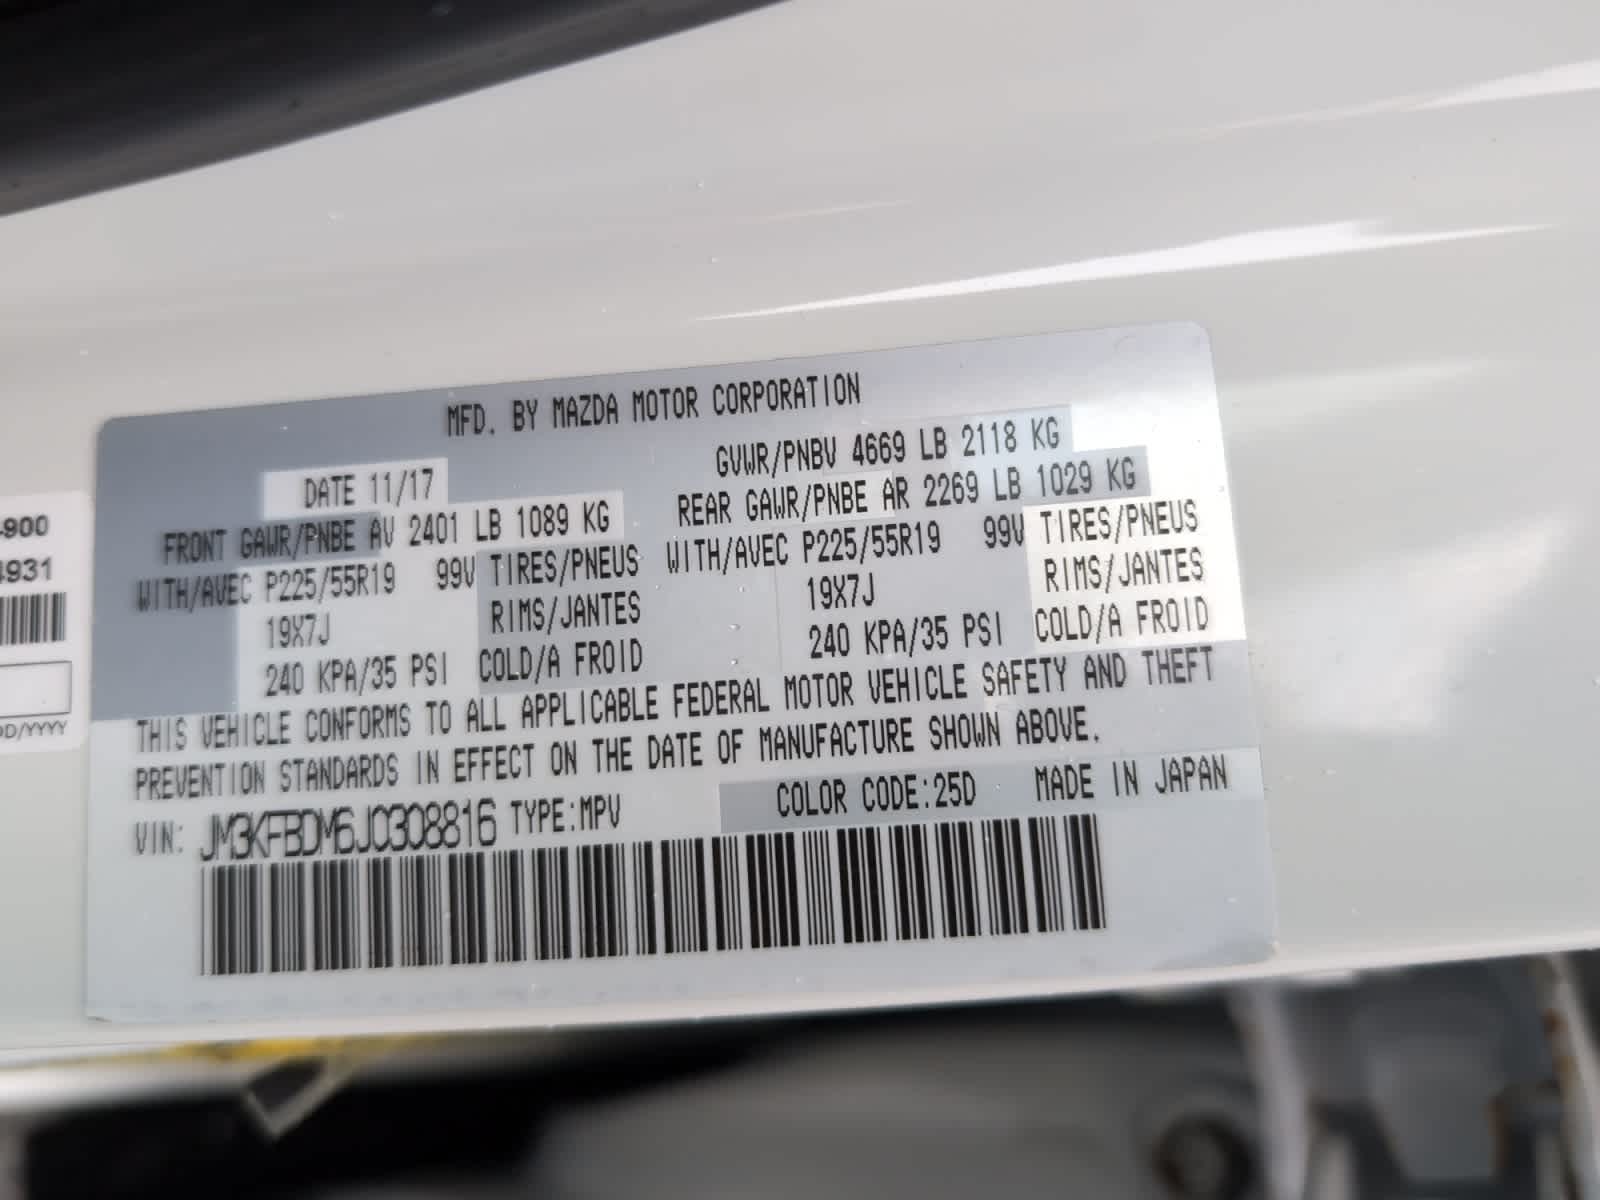 MFD. BY MAZDA MOTOR CORPORATION
DATE 11/17
GVWR/PNBV 4669 LB 2118 KG
FRONT GAWR/PNBE AV 2401 LB 1089 KG
REAR GAWR/PNBE AR 2269 LB 1029 KG
WITH/AVEC P225/55R19 99V TIRES/PNEUS
WITH/AVEC P225/55R19 99V TIRES/PNEUS
19X7J RIMS/JANTES
19X7J RIMS/JANTES
240 KPA/35 PSI COLD/A FROID
240 KPA/35 PSI COLD/A FROID
THIS VEHICLE CONFORMS TO ALL APPLICABLE FEDERAL MOTOR VEHICLE SAFETY AND THEFT
PREVENTION STANDARDS IN EFFECT ON THE DATE OF MANUFACTURE SHOWN ABOVE.
VIN: JM3KFBDM6J0308816 TYPE:MPV COLOR CODE:25D MADE IN JAPAN
900
4931
DD/YYYY